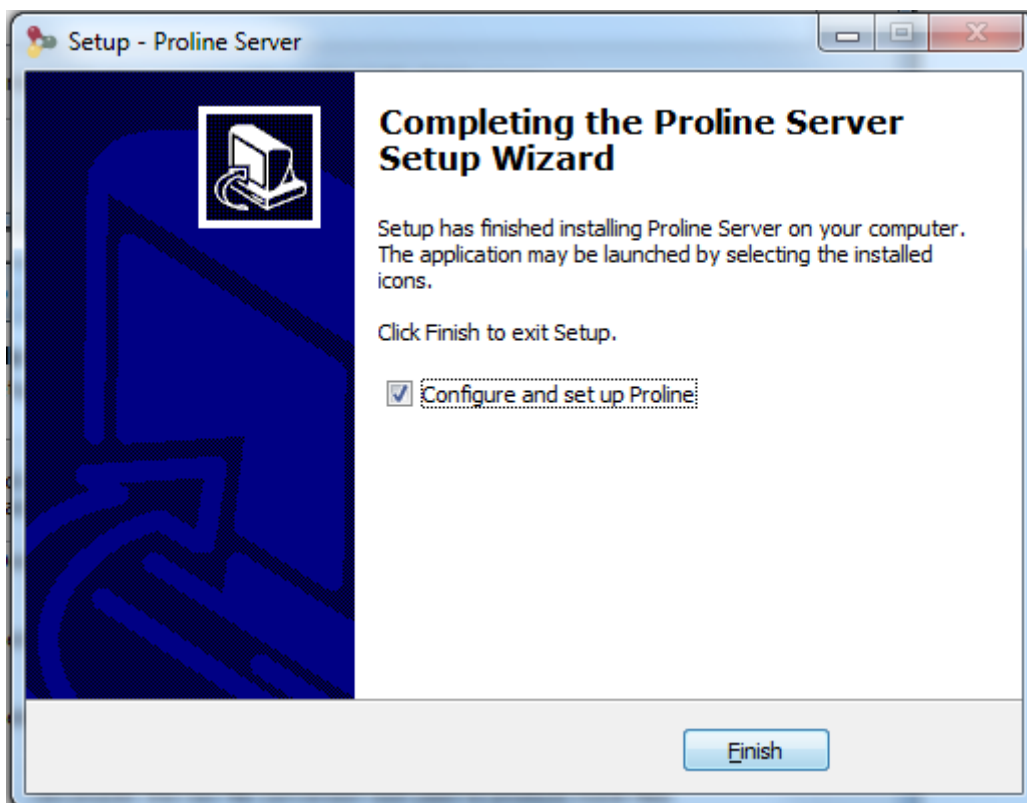 Setup - Proline Server
Completing the Proline Server
Setup Wizard
Setup has finished installing Proline Server on your computer.
The application may be launched by selecting the installed
icons.
Click Finish to exit Setup.
Configure and set up Proline
Finish